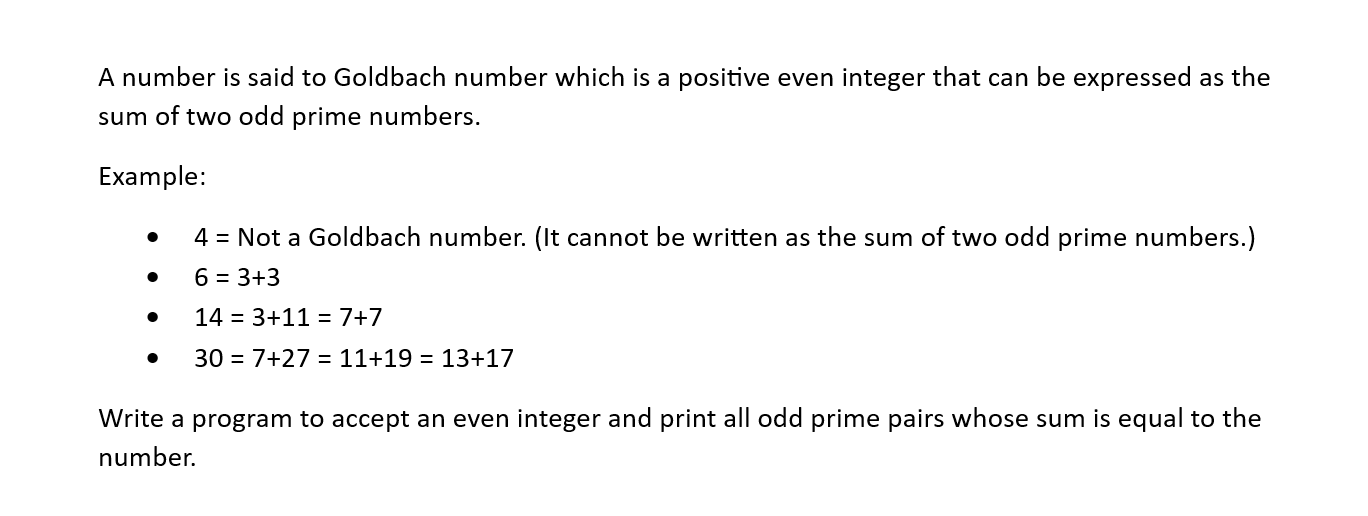 A number is said to Goldbach number which is a positive even integer that can be expressed as the
sum of two odd prime numbers.
Example:
• 4 = Not a Goldbach number. (It cannot be written as the sum of two odd prime numbers.)
• 6 = 3+3
• 14 = 3+11 = 7+7
• 30 = 7+27 = 11+19 = 13+17
Write a program to accept an even integer and print all odd prime pairs whose sum is equal to the
number.